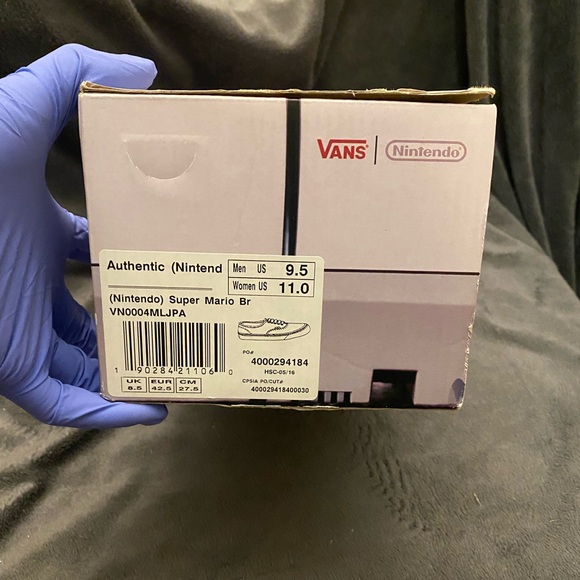 VANS | Nintendo
Authentic (Nintend
Men US 9.5
Women US 11.0
(Nintendo) Super Mario Br
VN0004MLJPA
1 90284 21106 0
PO#
4000294184
HSC-05/16
CPSIA PO/CUT#
400029418400030
UK EUR CM
8.5 42.5 27.5